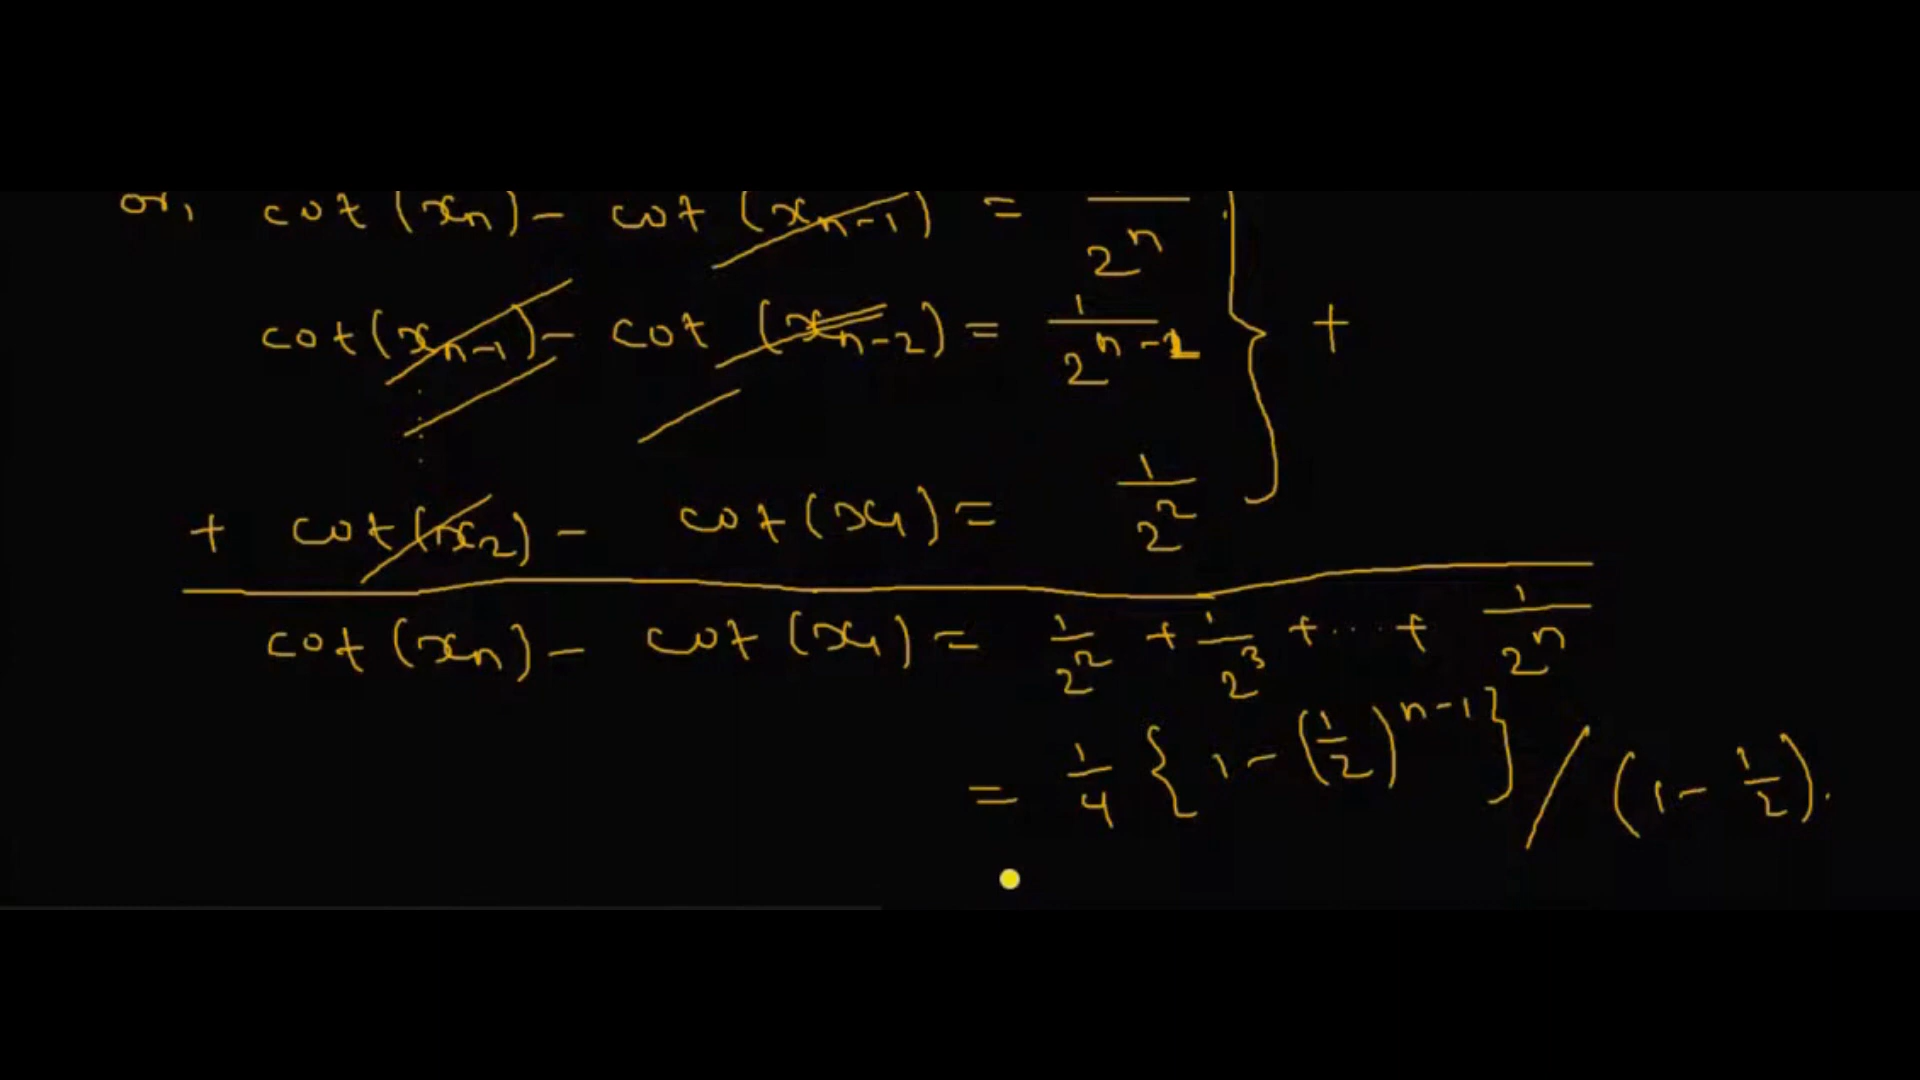 or, cot (xn) - cot (xn-1) = 1/2^n } +
cot (xn-1) - cot (xn-2) = 1/2^n-1
+ cot (x2) - cot (x1) = 1/2^2
cot (xn) - cot (x1) = 1/2^2 + 1/2^3 + ... + 1/2^n
= 1/4 { 1 - (1/2)^n-1 } / (1 - 1/2).